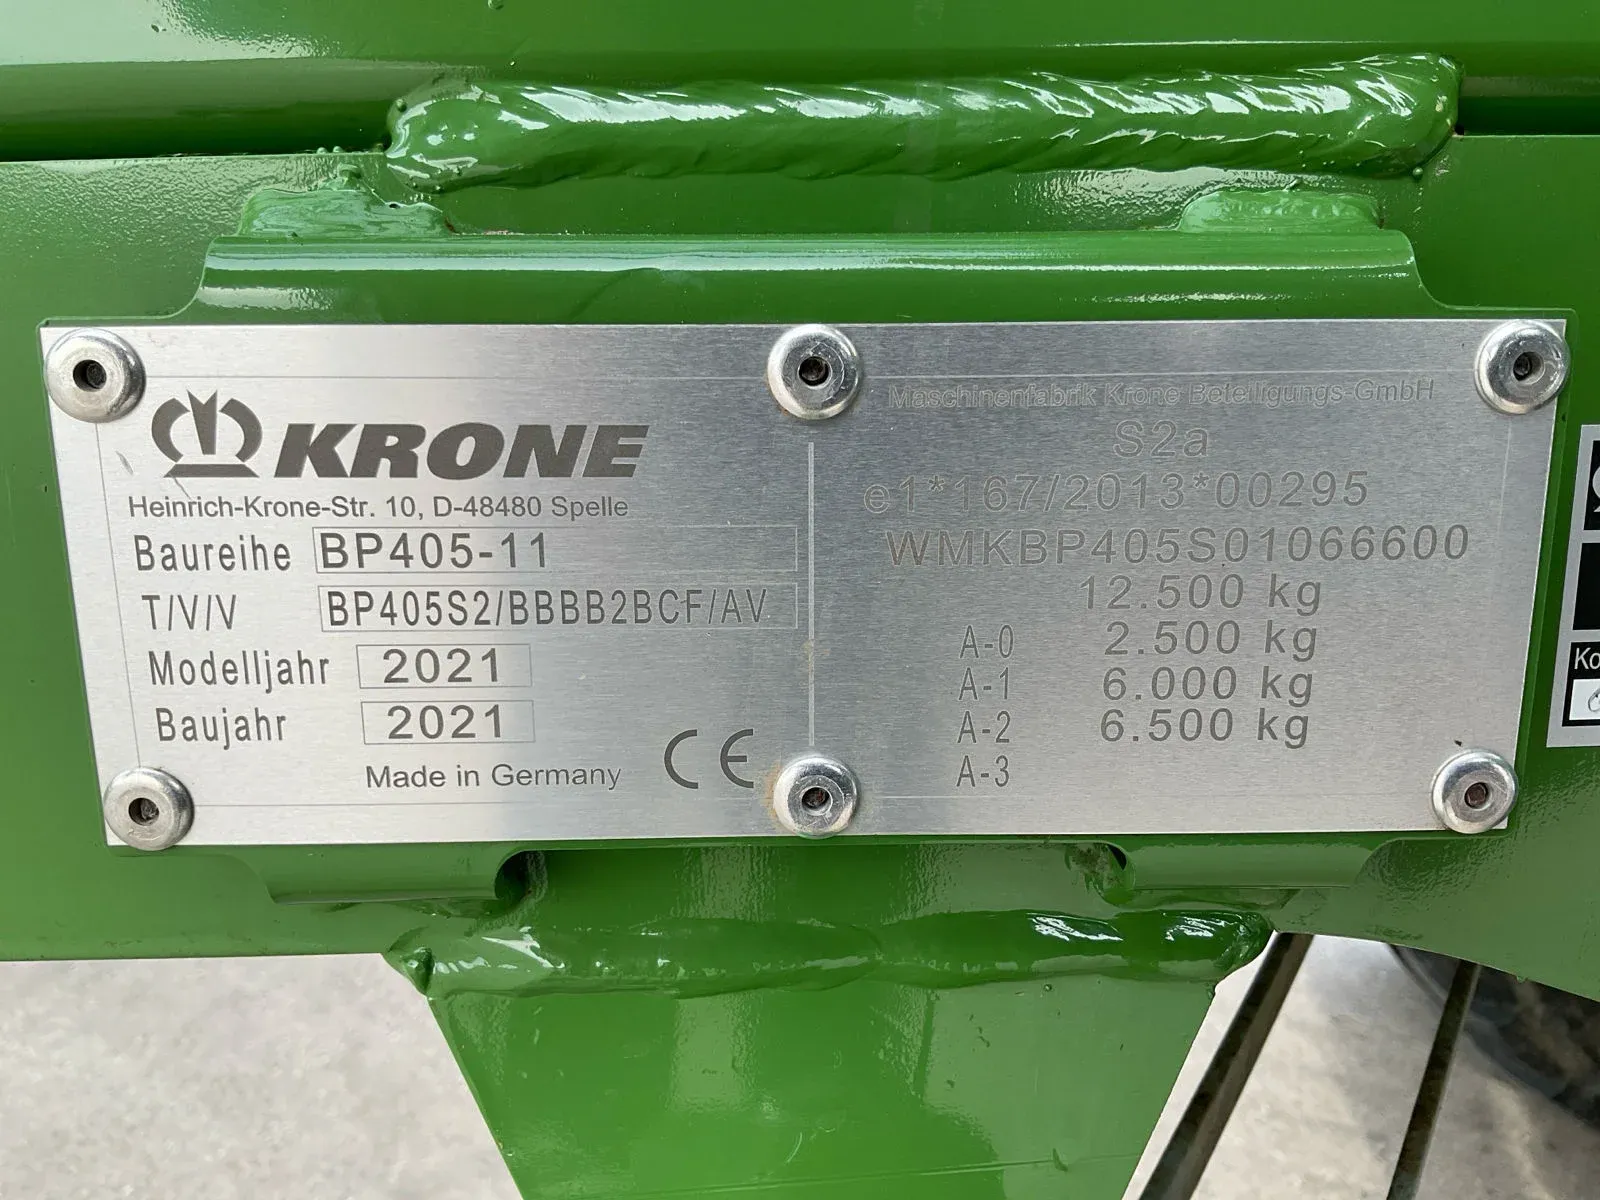 KRONE
Heinrich-Krone-Str. 10, D-48480 Spelle
Baureihe BP405-11
T/V/V BP405S2/BBBB2BCF/AV
Modelljahr 2021
Baujahr 2021
Made in Germany CE
Maschinenfabrik Krone Beteiligungs-GmbH
S2a
e1*167/2013*00295
WMKBP405S01066600
12.500 kg
A-0 2.500 kg
A-1 6.000 kg
A-2 6.500 kg
A-3
Ko